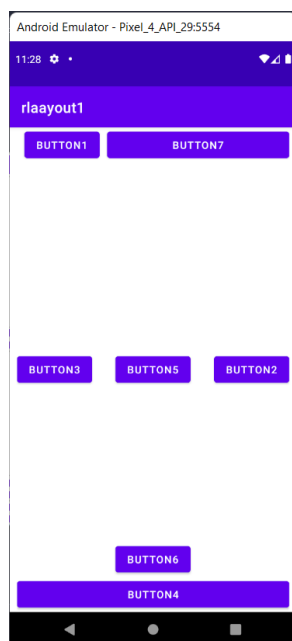 Android Emulator - Pixel_4_API_29:5554
11:28
rlaayout1
BUTTON1 BUTTON7
BUTTON3 BUTTON5 BUTTON2
BUTTON6
BUTTON4